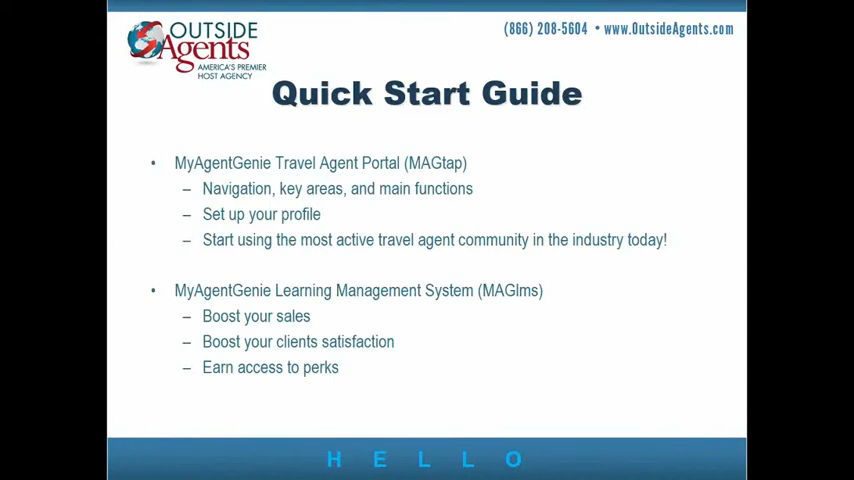 OUTSIDE
Agents
AMERICA'S PREMIER
HOST AGENCY
(866) 208-5604 • www.OutsideAgents.com
Quick Start Guide
• MyAgentGenie Travel Agent Portal (MAGtap)
– Navigation, key areas, and main functions
– Set up your profile
– Start using the most active travel agent community in the industry today!
• MyAgentGenie Learning Management System (MAGlms)
– Boost your sales
– Boost your clients satisfaction
– Earn access to perks
H E L L O